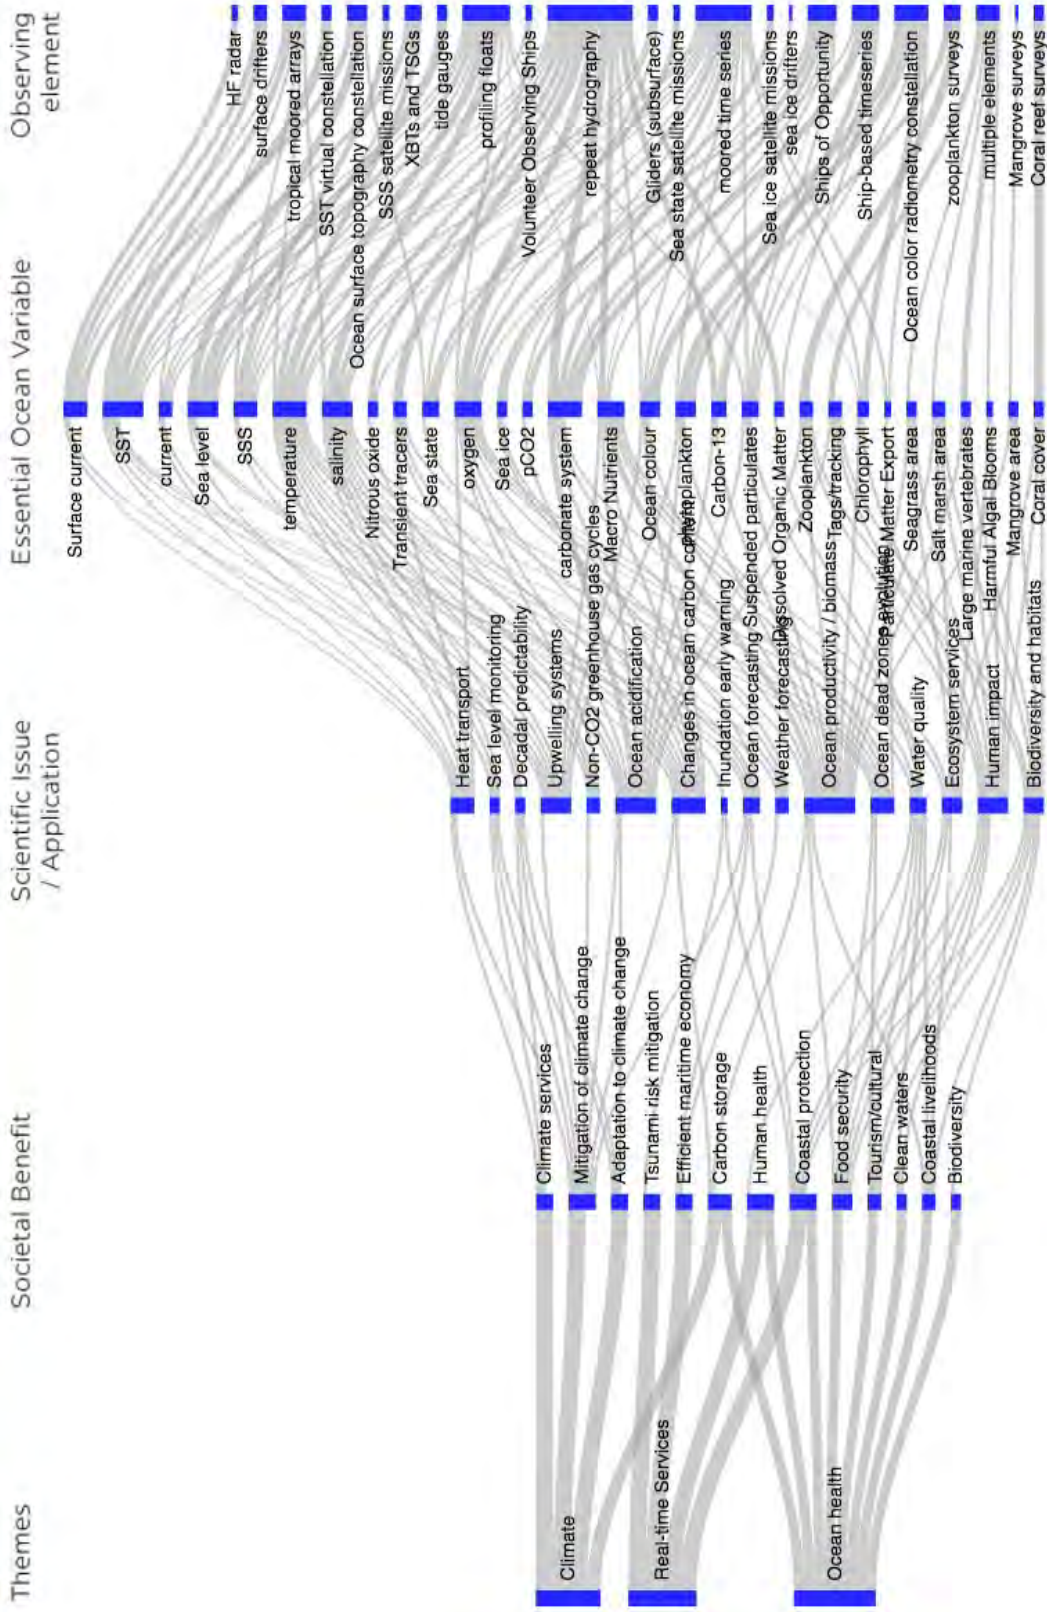 Themes
Societal Benefit
Scientific Issue
/ Application
Essential Ocean Variable
Observing
element
Climate
Real-time Services
Ocean health
Climate services
Mitigation of climate change
Adaptation to climate change
Tsunami risk mitigation
Efficient maritime economy
Carbon storage
Human health
Coastal protection
Food security
Tourism/cultural
Clean waters
Coastal livelihoods
Biodiversity
Heat transport
Sea level monitoring
Decadal predictability
Upwelling systems
Non-CO2 greenhouse gas cycles
Ocean acidification
Changes in ocean carbon content
Inundation early warning
Ocean forecasting
Weather forecasting
Ocean productivity / biomass
Ocean dead zones evolution
Water quality
Ecosystem services
Human impact
Biodiversity and habitats
Surface current
SST
current
Sea level
SSS
temperature
salinity
Nitrous oxide
Transient tracers
Sea state
oxygen
Sea ice
pCO2
carbonate system
Macro Nutrients
Ocean colour
phytoplankton
Carbon-13
Suspended particulates
Dissolved Organic Matter
Zooplankton
Tags/tracking
Chlorophyll
Particulate Matter Export
Seagrass area
Salt marsh area
Large marine vertebrates
Harmful Algal Blooms
Mangrove area
Coral cover
HF radar
surface drifters
tropical moored arrays
SST virtual constellation
Ocean surface topography constellation
SSS satellite missions
XBTs and TSGs
tide gauges
profiling floats
Volunteer Observing Ships
repeat hydrography
Gliders (subsurface)
Sea state satellite missions
moored time series
Sea ice satellite missions
sea ice drifters
Ships of Opportunity
Ship-based timeseries
Ocean color radiometry constellation
zooplankton surveys
multiple elements
Mangrove surveys
Coral reef surveys